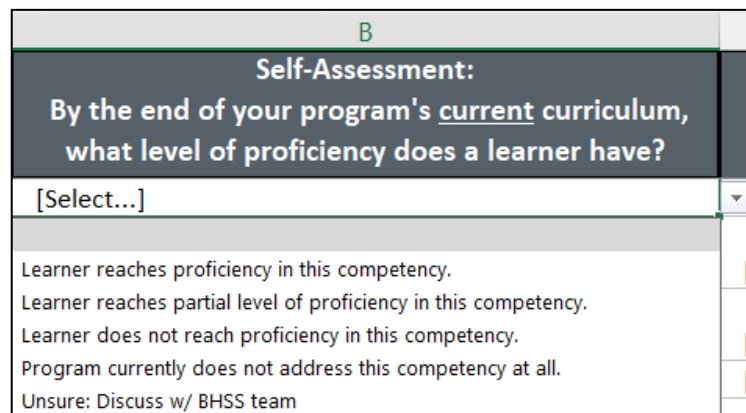 B
Self-Assessment:
By the end of your program's current curriculum,
what level of proficiency does a learner have?
[Select...]
Learner reaches proficiency in this competency.
Learner reaches partial level of proficiency in this competency.
Learner does not reach proficiency in this competency.
Program currently does not address this competency at all.
Unsure: Discuss w/ BHSS team